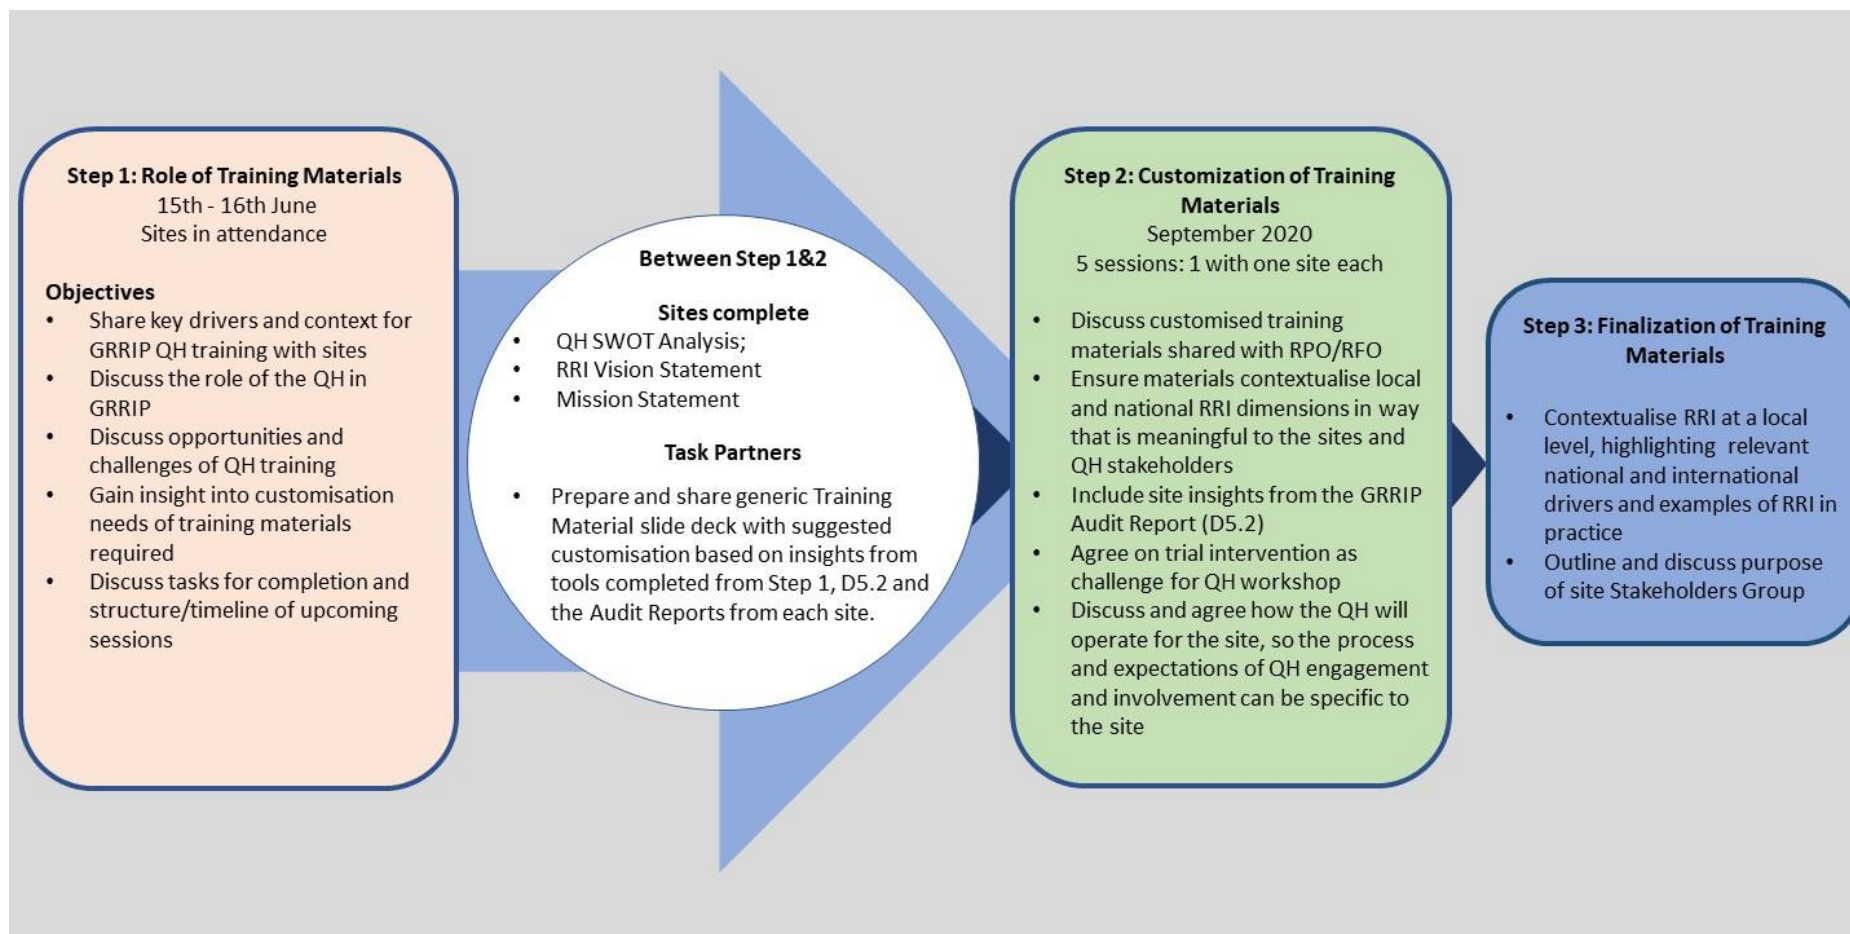 Step 1: Role of Training Materials
15th - 16th June
Sites in attendance
Objectives
• Share key drivers and context for
GRRIP QH training with sites
• Discuss the role of the QH in
GRRIP
• Discuss opportunities and
challenges of QH training
• Gain insight into customisation
needs of training materials
required
• Discuss tasks for completion and
structure/timeline of upcoming
sessions
Between Step 1&2
Sites complete
• QH SWOT Analysis;
• RRI Vision Statement
• Mission Statement
Task Partners
• Prepare and share generic Training
Material slide deck with suggested
customisation based on insights from
tools completed from Step 1, D5.2 and
the Audit Reports from each site.
Step 2: Customization of Training
Materials
September 2020
5 sessions: 1 with one site each
• Discuss customised training
materials shared with RPO/RFO
• Ensure materials contextualise local
and national RRI dimensions in way
that is meaningful to the sites and
QH stakeholders
• Include site insights from the GRRIP
Audit Report (D5.2)
• Agree on trial intervention as
challenge for QH workshop
• Discuss and agree how the QH will
operate for the site, so the process
and expectations of QH engagement
and involvement can be specific to
the site
Step 3: Finalization of Training
Materials
• Contextualise RRI at a local
level, highlighting relevant
national and international
drivers and examples of RRI in
practice
• Outline and discuss purpose
of site Stakeholders Group